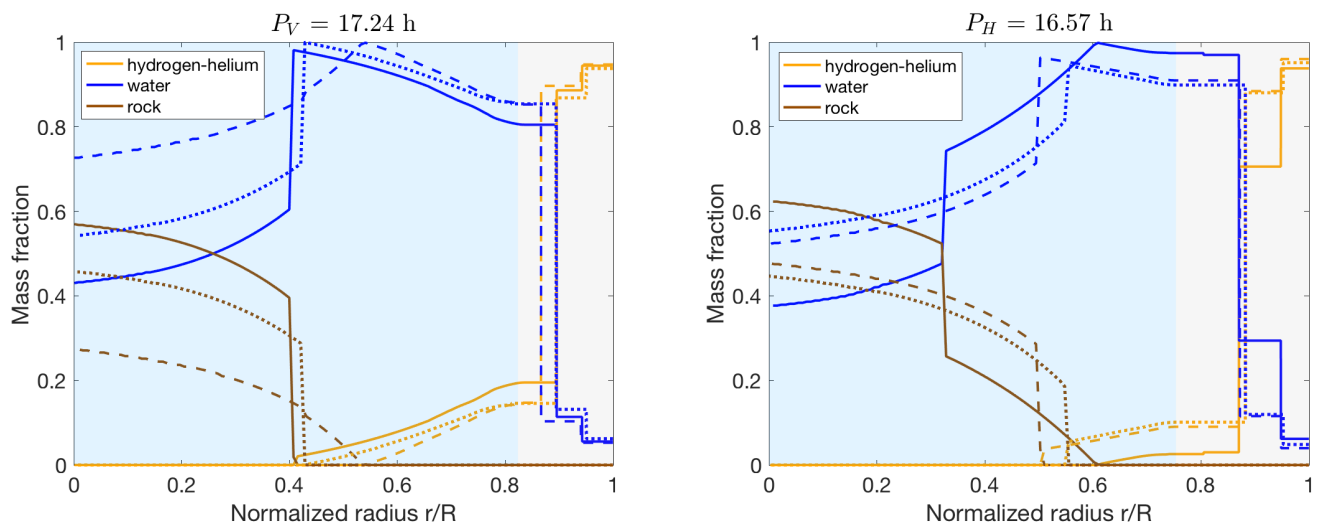 P_V = 17.24 h
1
0.8
0.6
0.4
0.2
0
Mass fraction
hydrogen-helium
water
rock
0 0.2 0.4 0.6 0.8 1
Normalized radius r/R
P_H = 16.57 h
1
0.8
0.6
0.4
0.2
0
Mass fraction
hydrogen-helium
water
rock
0 0.2 0.4 0.6 0.8 1
Normalized radius r/R